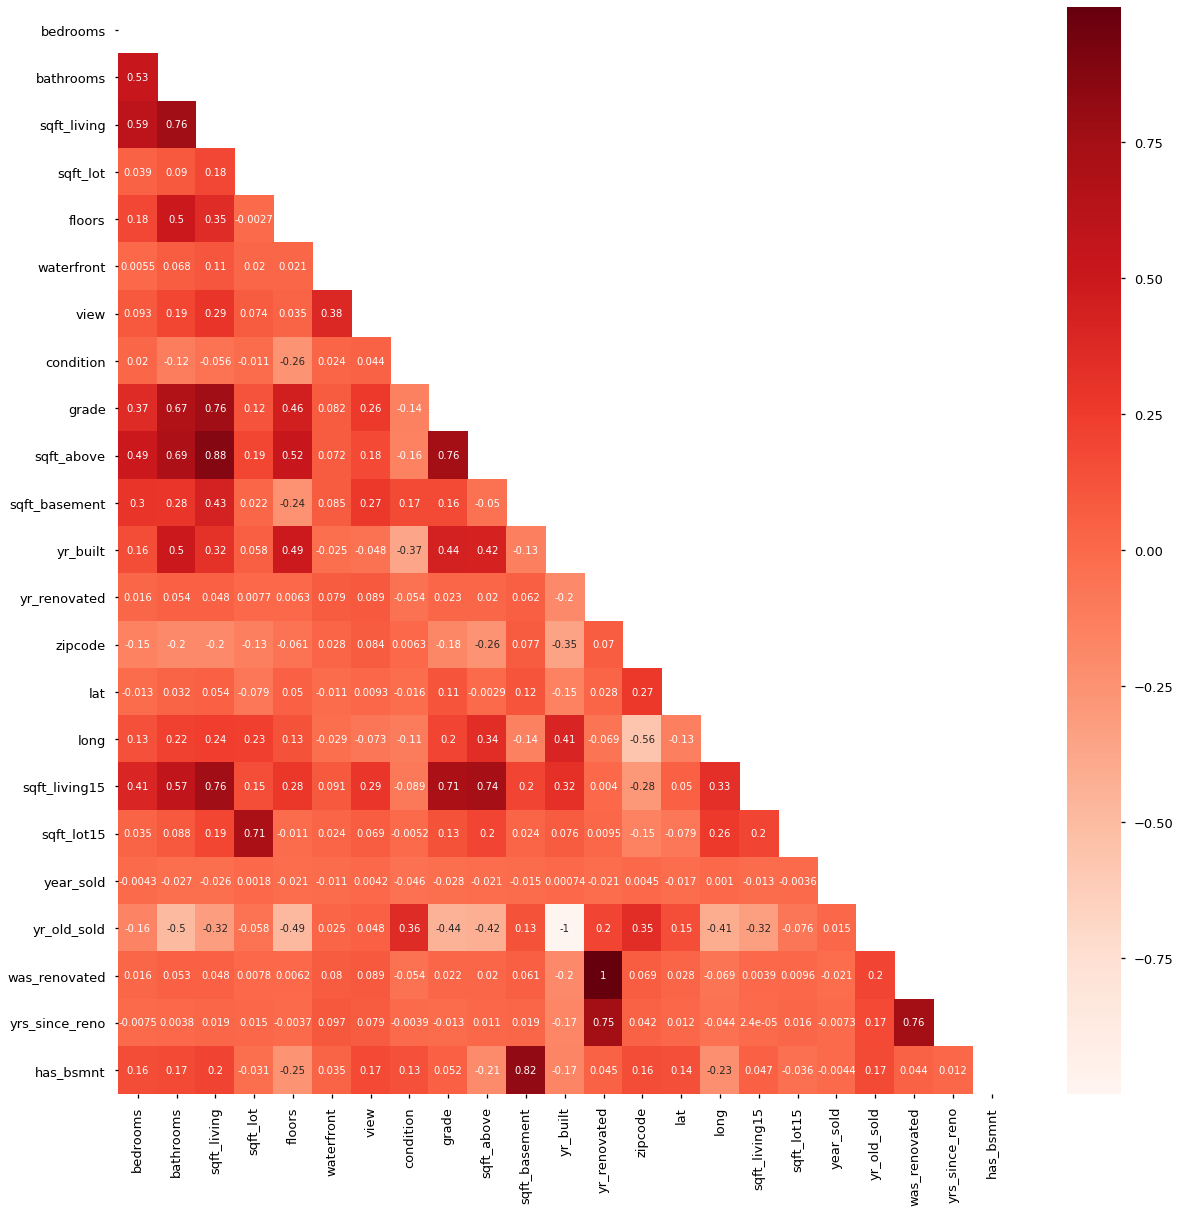 bedrooms
bathrooms 0.53
sqft_living 0.59 0.76 0.75
sqft_lot 0.039 0.09 0.18
floors 0.18 0.5 0.35 -0.0027
waterfront 0.0055 0.068 0.11 0.02 0.021 0.50
view 0.093 0.19 0.29 0.074 0.035 0.38
condition 0.02 -0.12 -0.056 -0.011 -0.26 0.024 0.044
grade 0.37 0.67 0.76 0.12 0.46 0.082 0.26 -0.14 0.25
sqft_above 0.49 0.69 0.88 0.19 0.52 0.072 0.18 -0.16 0.76
sqft_basement 0.3 0.28 0.43 0.022 -0.24 0.085 0.27 0.17 0.16 -0.05
yr_built 0.16 0.5 0.32 0.058 0.49 -0.025 -0.048 -0.37 0.44 0.42 -0.13 0.00
yr_renovated 0.016 0.054 0.048 0.0077 0.0063 0.079 0.089 -0.054 0.023 0.02 0.062 -0.2
zipcode -0.15 -0.2 -0.2 -0.13 -0.061 0.028 0.084 0.0063 -0.18 -0.26 0.077 -0.35 0.07
lat -0.013 0.032 0.054 -0.079 0.05 -0.011 0.0093 -0.016 0.11 -0.0029 0.12 -0.15 0.028 0.27 −0.25
long 0.13 0.22 0.24 0.23 0.13 -0.029 -0.073 -0.11 0.2 0.34 -0.14 0.41 -0.069 -0.56 -0.13
sqft_living15 0.41 0.57 0.76 0.15 0.28 0.091 0.29 -0.089 0.71 0.74 0.2 0.32 0.004 -0.28 0.05 0.33
sqft_lot15 0.035 0.088 0.19 0.71 -0.011 0.024 0.069 -0.0052 0.13 0.2 0.024 0.076 0.0095 -0.15 -0.079 0.26 0.2 −0.50
year_sold -0.0043 -0.027 -0.026 0.0018 -0.021 -0.011 0.0042 -0.046 -0.028 -0.021 -0.015 0.00074 -0.021 0.0045 -0.017 0.001 -0.013 -0.0036
yr_old_sold -0.16 -0.5 -0.32 -0.058 -0.49 0.025 0.048 0.36 -0.44 -0.42 0.13 -1 0.2 0.35 0.15 -0.41 -0.32 -0.076 0.015
was_renovated 0.016 0.053 0.048 0.0078 0.0062 0.08 0.089 -0.054 0.022 0.02 0.061 -0.2 1 0.069 0.028 -0.069 0.0039 0.0096 -0.021 0.2 −0.75
yrs_since_reno -0.0075 0.0038 0.019 0.015 -0.0037 0.097 0.079 -0.0039 -0.013 0.011 0.019 -0.17 0.75 0.042 0.012 -0.044 2.4e-05 0.016 -0.0073 0.17 0.76
has_bsmnt 0.16 0.17 0.2 -0.031 -0.25 0.035 0.17 0.13 0.052 -0.21 0.82 -0.17 0.045 0.16 0.14 -0.23 0.047 -0.036 -0.0044 0.17 0.044 0.012
bedrooms bathrooms sqft_living sqft_lot floors waterfront view condition grade sqft_above sqft_basement yr_built yr_renovated zipcode lat long sqft_living15 sqft_lot15 year_sold yr_old_sold was_renovated yrs_since_reno has_bsmnt